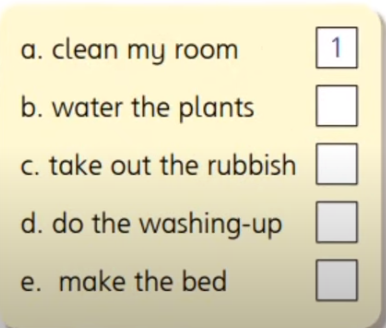 a. clean my room 1
b. water the plants
c. take out the rubbish
d. do the washing-up
e. make the bed